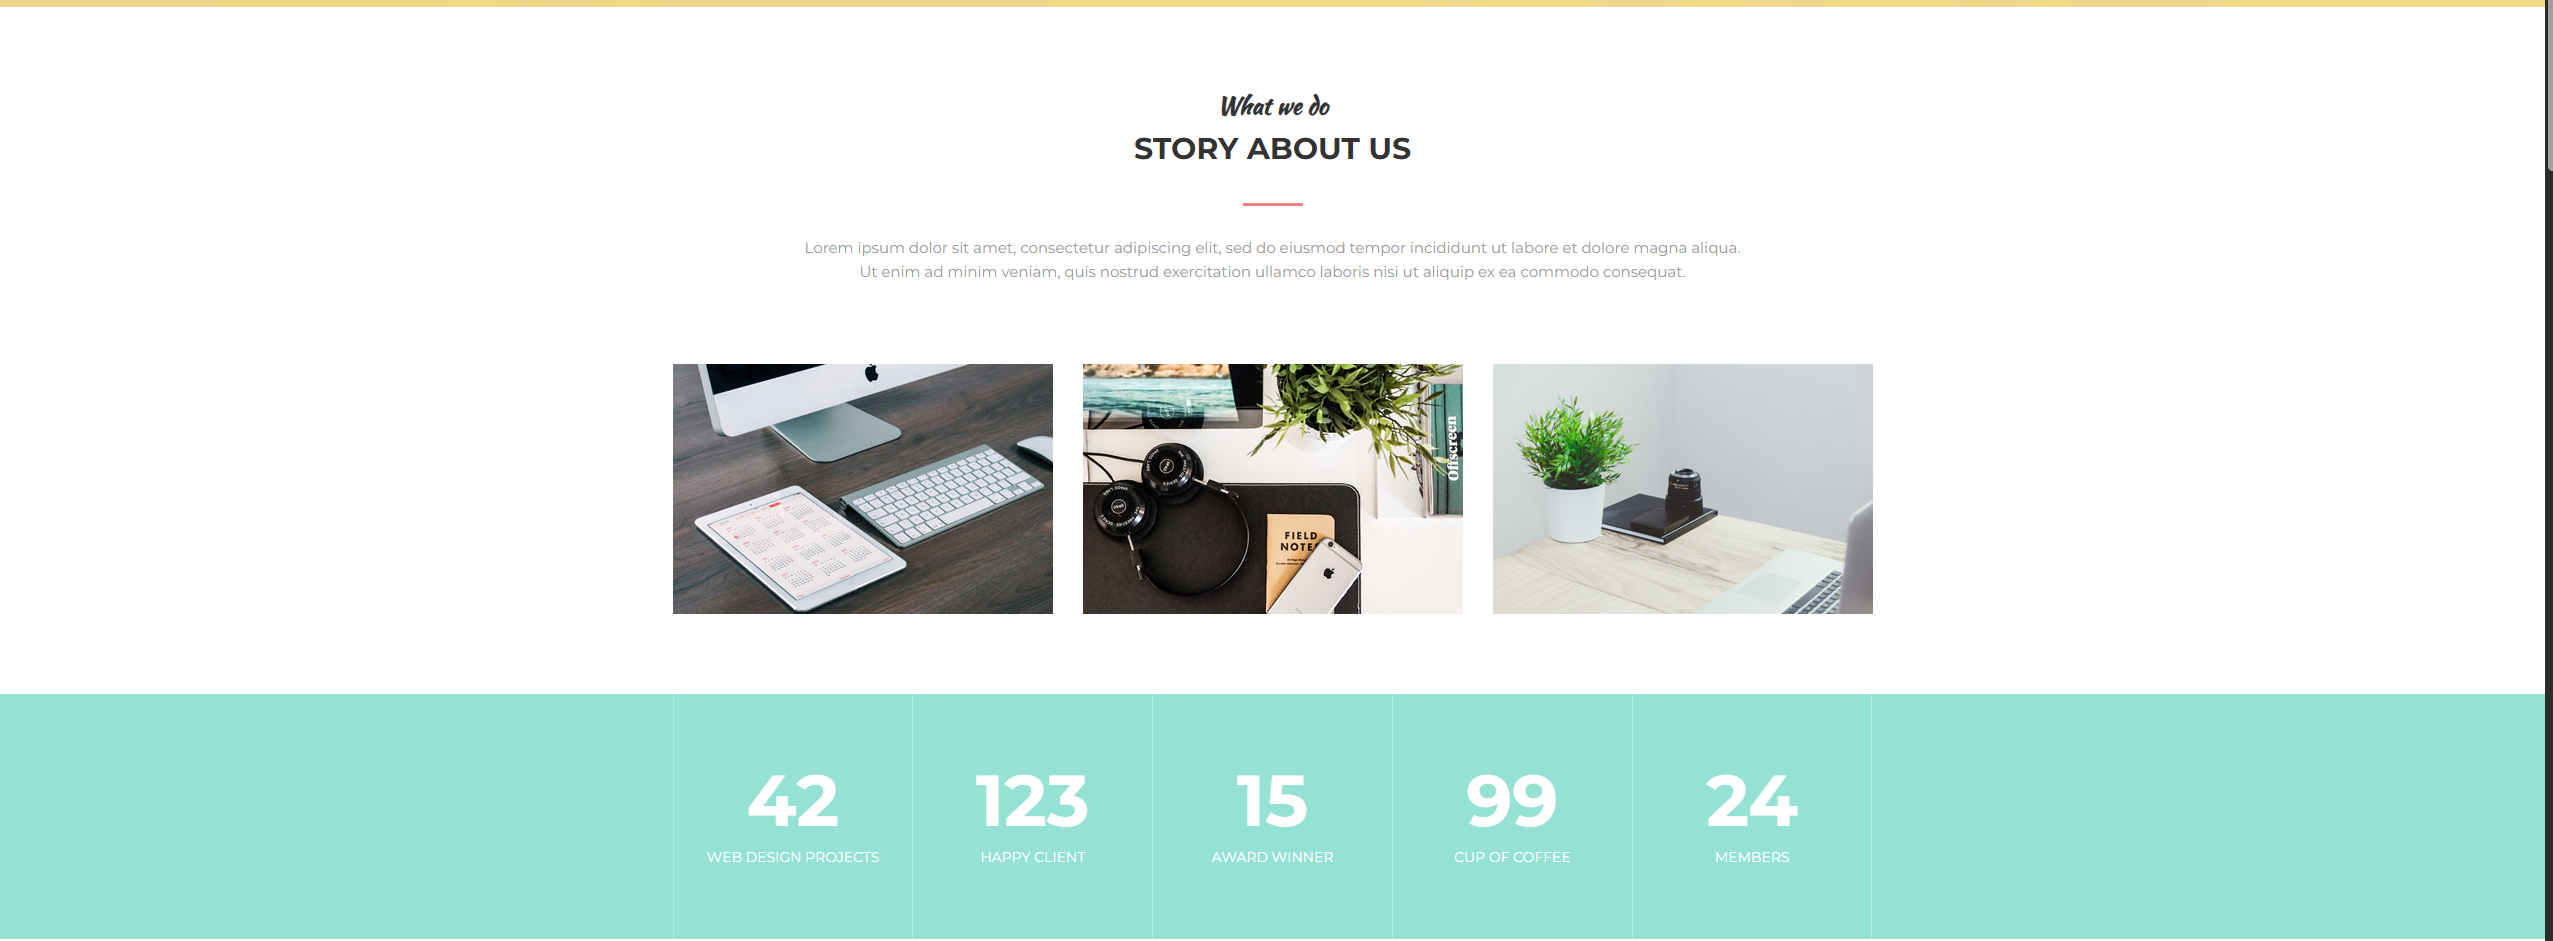 What we do
STORY ABOUT US
Lorem ipsum dolor sit amet, consectetur adipiscing elit, sed do eiusmod tempor incididunt ut labore et dolore magna aliqua.
Ut enim ad minim veniam, quis nostrud exercitation ullamco laboris nisi ut aliquip ex ea commodo consequat.
Offscreen
FIELD
NOTES
42
123
15
99
24
WEB DESIGN PROJECTS
HAPPY CLIENT
AWARD WINNER
CUP OF COFFEE
MEMBERS